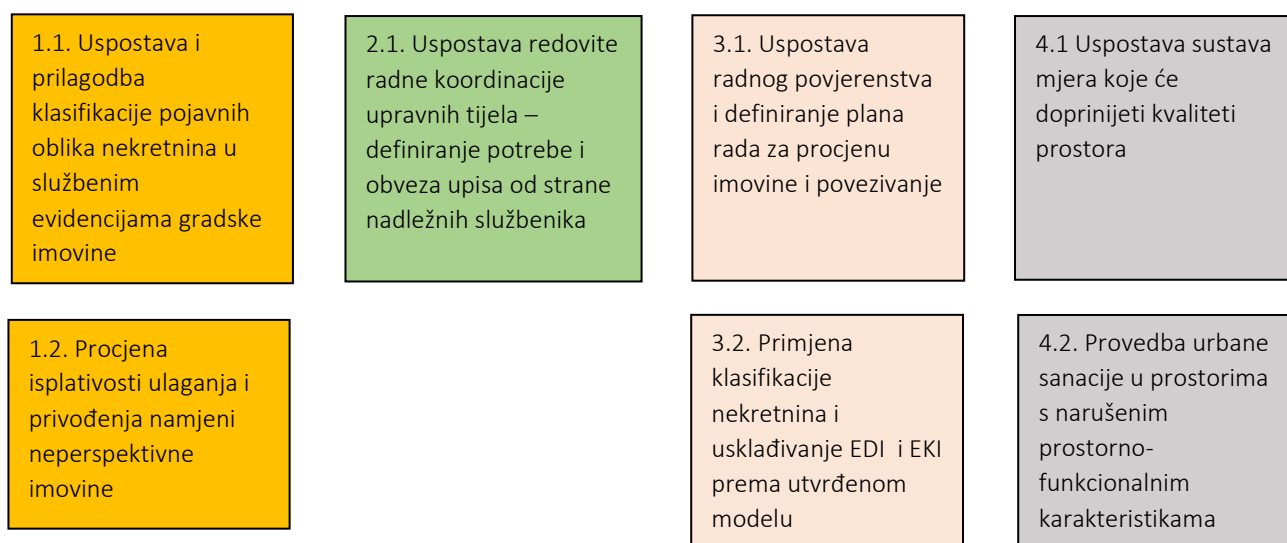 1.1. Uspostava i
prilagodba
klasifikacije pojavnih
oblika nekretnina u
službenim
evidencijama gradske
imovine
2.1. Uspostava redovite
radne koordinacije
upravnih tijela –
definiranje potrebe i
obveza upisa od strane
nadležnih službenika
3.1. Uspostava
radnog povjerenstva
i definiranje plana
rada za procjenu
imovine i povezivanje
4.1 Uspostava sustava
mjera koje će
doprinijeti kvaliteti
prostora
1.2. Procjena
isplativosti ulaganja i
privođenja namjeni
neperspektivne
imovine
3.2. Primjena
klasifikacije
nekretnina i
usklađivanje EDI i EKI
prema utvrđenom
modelu
4.2. Provedba urbane
sanacije u prostorima
s narušenim
prostorno-
funkcionalnim
karakteristikama